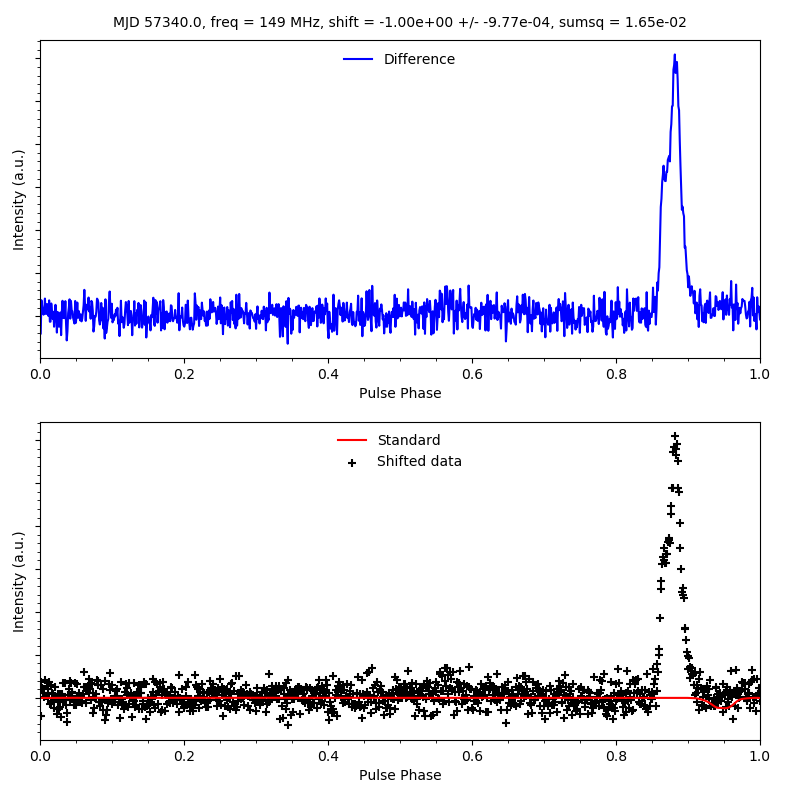 MJD 57340.0, freq = 149 MHz, shift = -1.00e+00 +/- -9.77e-04, sumsq = 1.65e-02
Difference
Intensity (a.u.)
0.0 0.2 0.4 0.6 0.8 1.0
Pulse Phase
Standard
Shifted data
Intensity (a.u.)
0.0 0.2 0.4 0.6 0.8 1.0
Pulse Phase